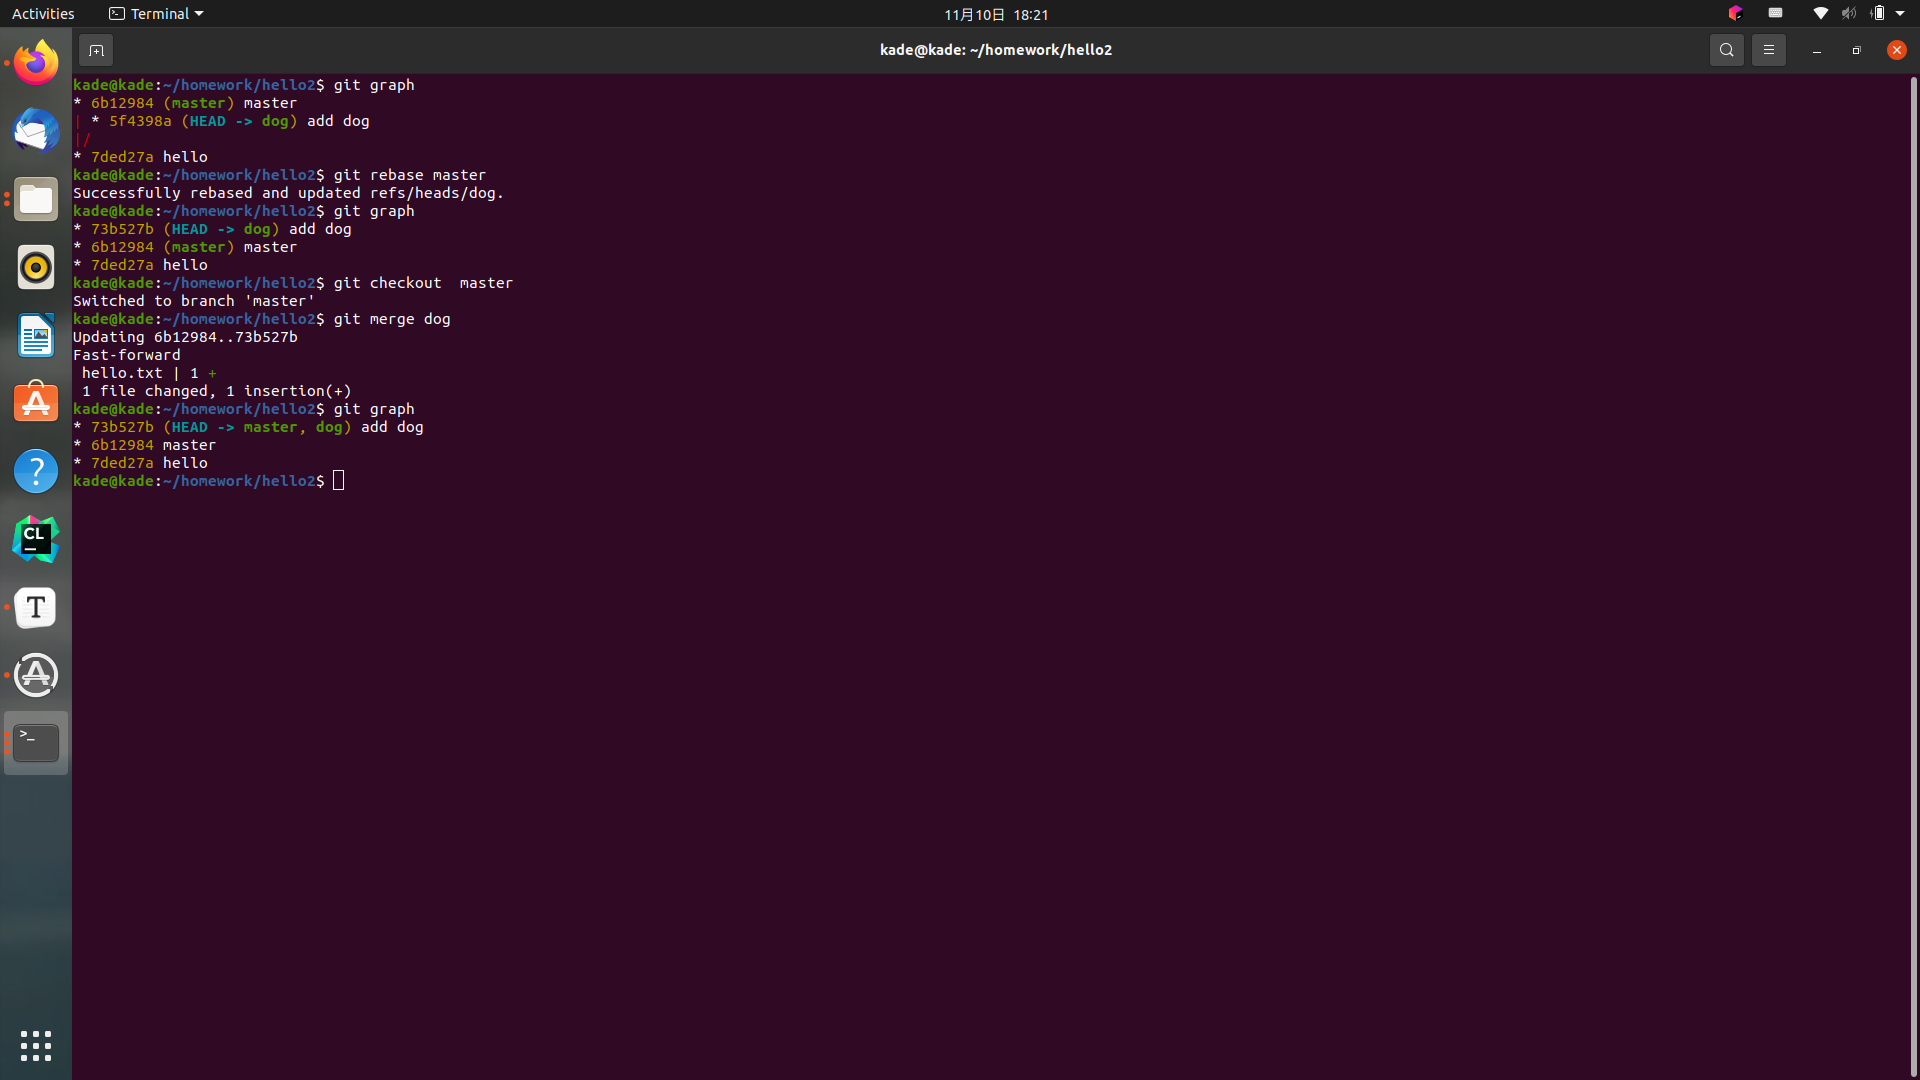 Activities
Terminal
11月10日 18:21
kade@kade: ~/homework/hello2
kade@kade:~/homework/hello2$ git graph
* 6b12984 (master) master
| * 5f4398a (HEAD -> dog) add dog
|/
* 7ded27a hello
kade@kade:~/homework/hello2$ git rebase master
Successfully rebased and updated refs/heads/dog.
kade@kade:~/homework/hello2$ git graph
* 73b527b (HEAD -> dog) add dog
* 6b12984 (master) master
* 7ded27a hello
kade@kade:~/homework/hello2$ git checkout  master
Switched to branch 'master'
kade@kade:~/homework/hello2$ git merge dog
Updating 6b12984..73b527b
Fast-forward
 hello.txt | 1 +
 1 file changed, 1 insertion(+)
kade@kade:~/homework/hello2$ git graph
* 73b527b (HEAD -> master, dog) add dog
* 6b12984 master
* 7ded27a hello
kade@kade:~/homework/hello2$
?
CL
T
>_